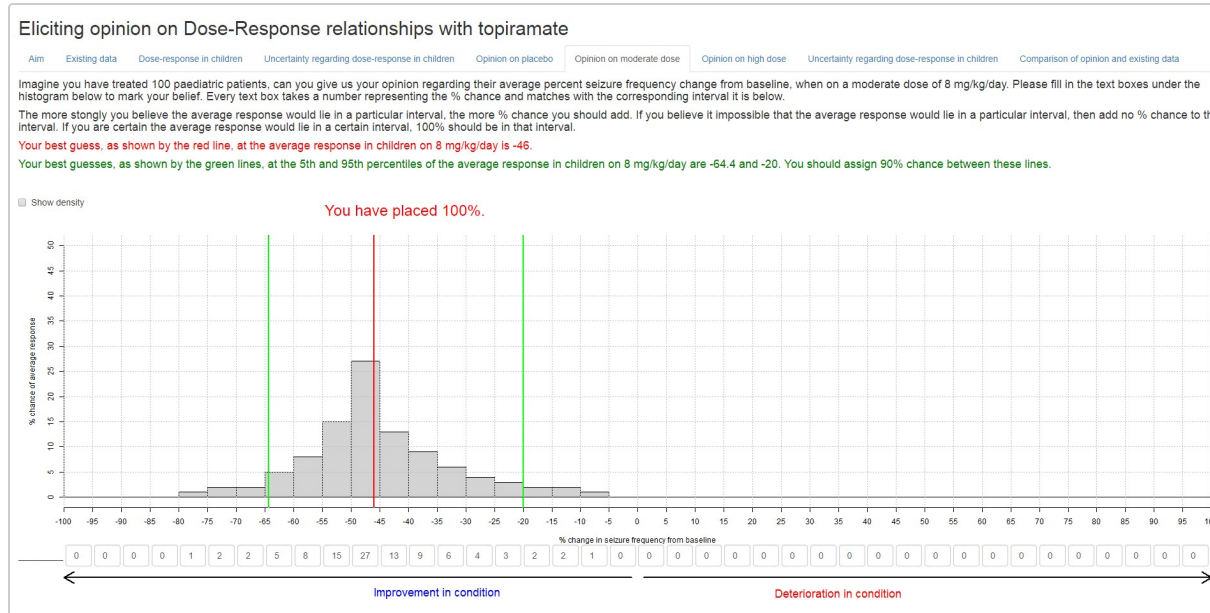 Eliciting opinion on Dose-Response relationships with topiramate
Aim Existing data Dose-response in children Uncertainty regarding dose-response in children Opinion on placebo Opinion on moderate dose Opinion on high dose Uncertainty regarding dose-response in children Comparison of opinion and existing data
Imagine you have treated 100 paediatric patients, can you give us your opinion regarding their average percent seizure frequency change from baseline, when on a moderate dose of 8 mg/kg/day. Please fill in the text boxes under the
histogram below to mark your belief. Every text box takes a number representing the % chance and matches with the corresponding interval it is below.
The more stongly you believe the average response would lie in a particular interval, the more % chance you should add. If you believe it impossible that the average response would lie in a particular interval, then add no % chance to th
interval. If you are certain the average response would lie in a certain interval, 100% should be in that interval.
Your best guess, as shown by the red line, at the average response in children on 8 mg/kg/day is -46.
Your best guesses, as shown by the green lines, at the 5th and 95th percentiles of the average response in children on 8 mg/kg/day are -64.4 and -20. You should assign 90% chance between these lines.
Show density
You have placed 100%.
% chance of average response
50
45
40
35
30
25
20
15
10
5
0
-100 -95 -90 -85 -80 -75 -70 -65 -60 -55 -50 -45 -40 -35 -30 -25 -20 -15 -10 -5 0 5 10 15 20 25 30 35 40 45 50 55 60 65 70 75 80 85 90 95 10
% change in seizure frequency from baseline
0 0 0 0 1 2 2 5 8 15 27 13 9 6 4 3 2 2 1 0 0 0 0 0 0 0 0 0 0 0 0 0 0 0 0 0 0 0 0 0
Improvement in condition Deterioration in condition